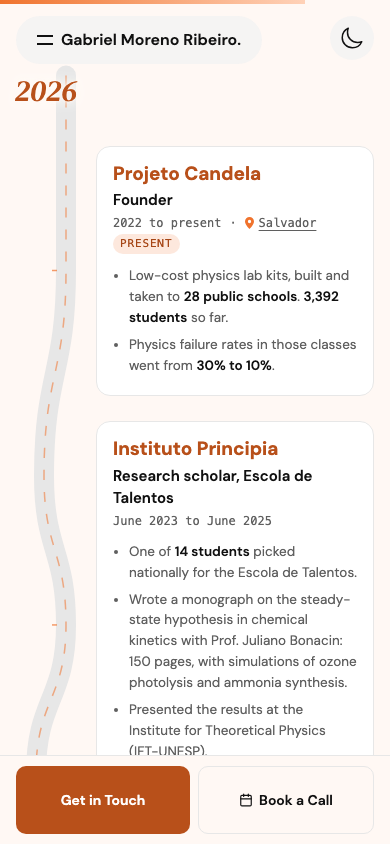 Gabriel Moreno Ribeiro.
2026
Projeto Candela
Founder
2022 to present · Salvador
PRESENT
• Low-cost physics lab kits, built and
taken to 28 public schools. 3,392
students so far.
• Physics failure rates in those classes
went from 30% to 10%.
Instituto Principia
Research scholar, Escola de
Talentos
June 2023 to June 2025
• One of 14 students picked
nationally for the Escola de Talentos.
• Wrote a monograph on the steady-
state hypothesis in chemical
kinetics with Prof. Juliano Bonacin:
150 pages, with simulations of ozone
photolysis and ammonia synthesis.
• Presented the results at the
Institute for Theoretical Physics
(IFT-UNESP).
Get in Touch
Book a Call